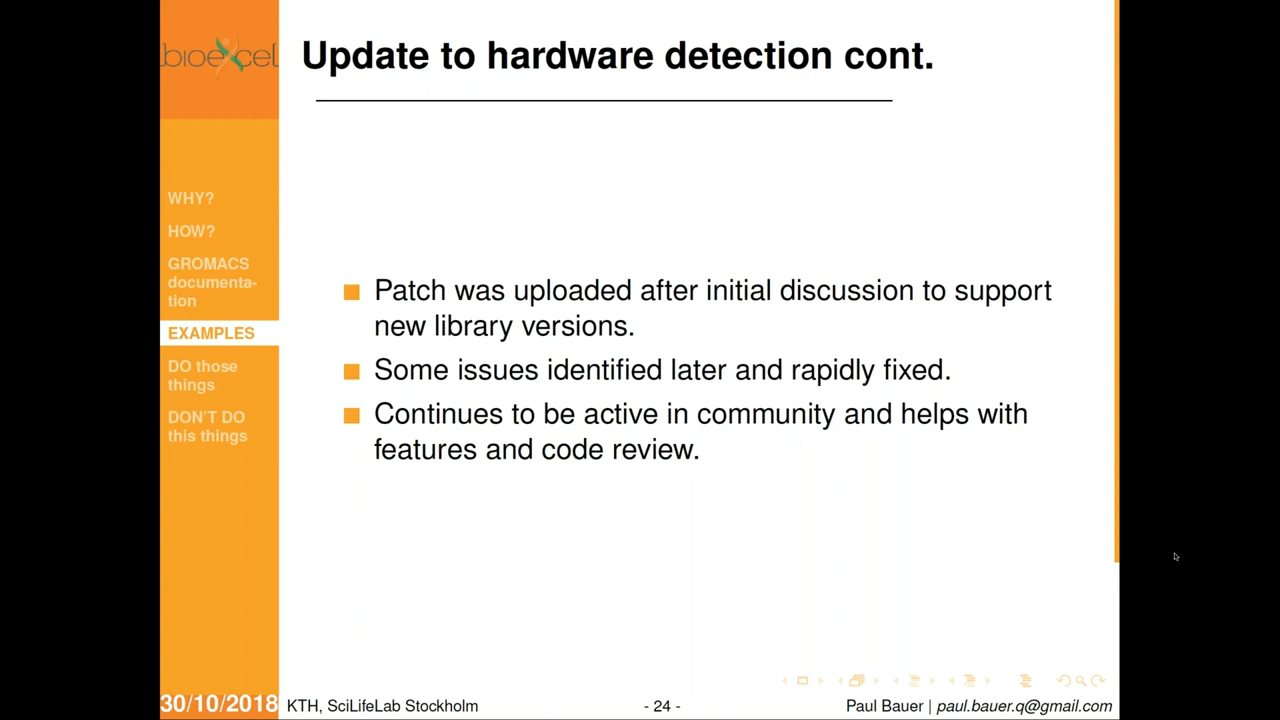 bioexcel
Update to hardware detection cont.
WHY?
HOW?
GROMACS
documenta-
tion
EXAMPLES
DO those
things
DON'T DO
this things
Patch was uploaded after initial discussion to support
new library versions.
Some issues identified later and rapidly fixed.
Continues to be active in community and helps with
features and code review.
30/10/2018
KTH, SciLifeLab Stockholm
- 24 -
Paul Bauer | paul.bauer.q@gmail.com